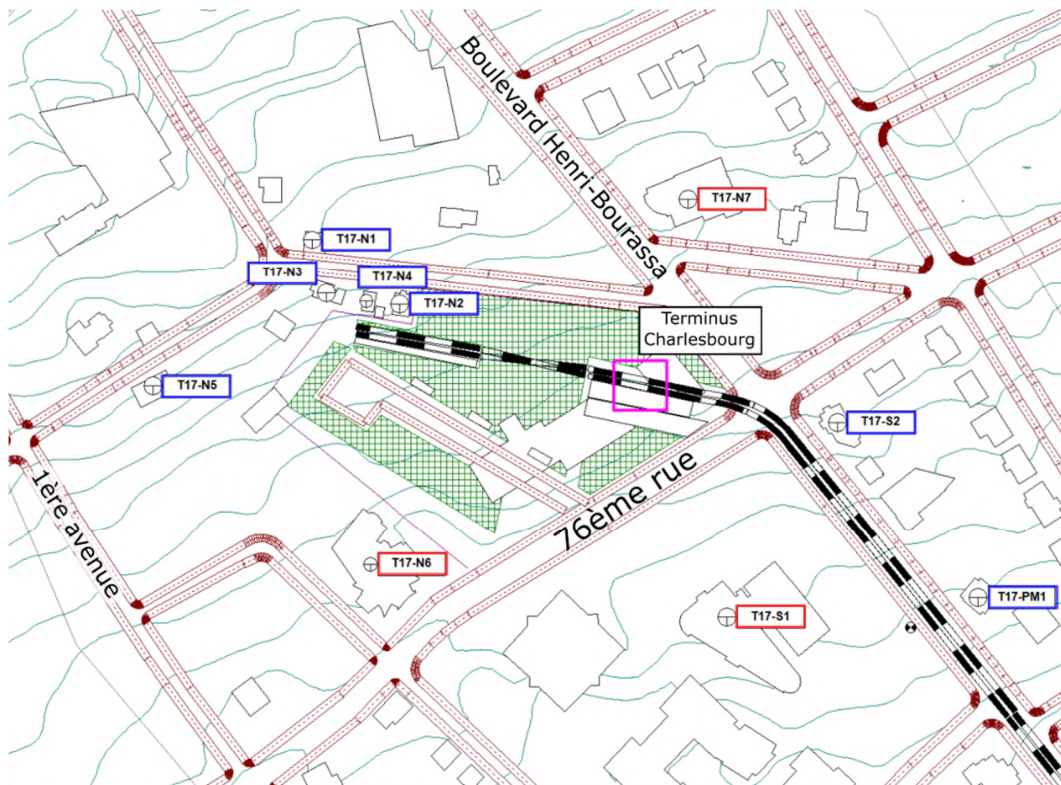 Boulevard Henri-Bourassa
T17-N7
T17-N1
T17-N3
T17-N4
T17-N2
Terminus
Charlesbourg
T17-N5
T17-S2
1ère avenue
76ème rue
T17-N6
T17-PM1
T17-S1